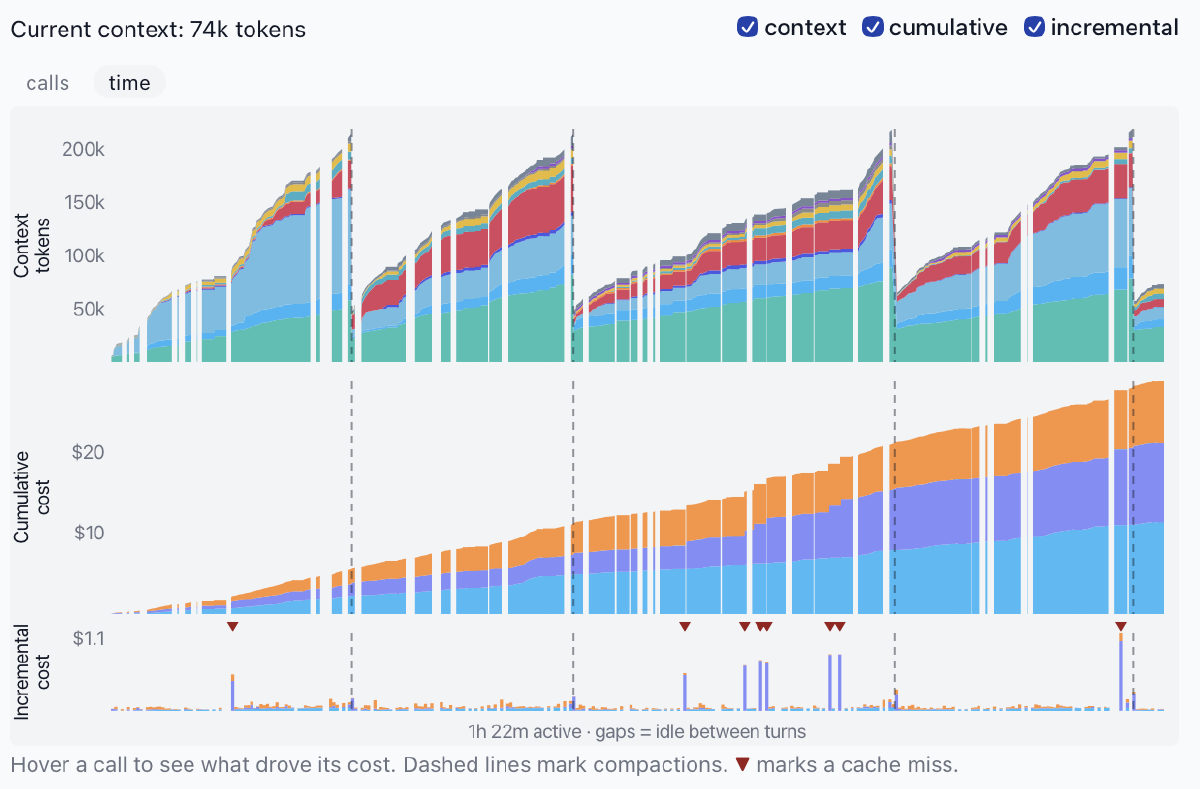 Current context: 74k tokens
context
cumulative
incremental
calls
time
Context
tokens
200k
150k
100k
50k
Cumulative
cost
$20
$10
Incremental
cost
$1.1
1h 22m active · gaps = idle between turns
Hover a call to see what drove its cost. Dashed lines mark compactions. ▼ marks a cache miss.